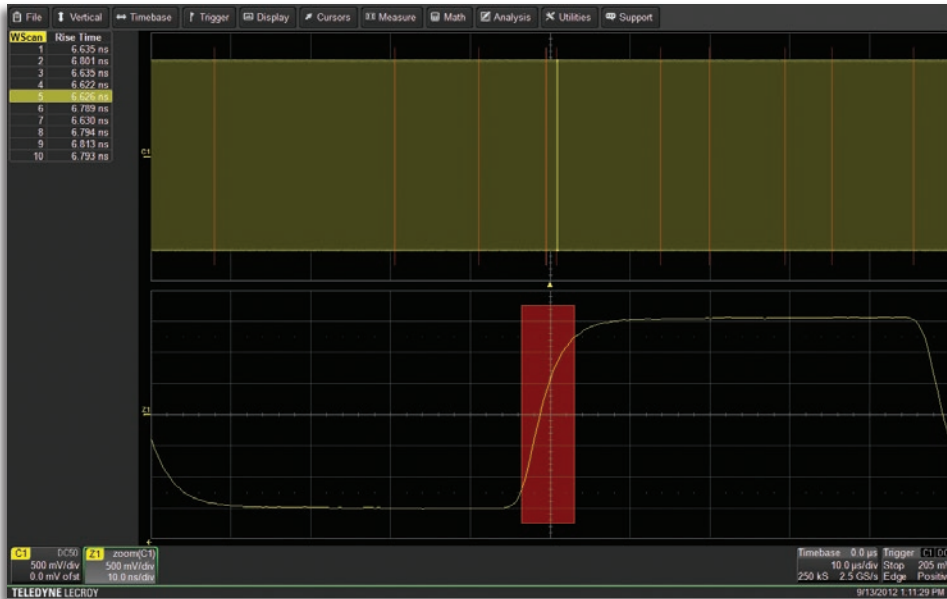 File Vertical Timebase Trigger Display Cursors Measure Math Analysis Utilities Support
WScan Rise Time
1 6.635 ns
2 6.801 ns
3 6.635 ns
4 6.622 ns
5 6.626 ns
6 6.789 ns
7 6.630 ns
8 6.794 ns
9 6.813 ns
10 6.793 ns
C1
Z1
C1 DC50
500 mV/div
0.0 mV ofst
Z1 zoom(C1)
500 mV/div
10.0 ns/div
Timebase 0.0 µs
10.0 µs/div
250 kS 2.5 GS/s
Trigger C1 DC
Stop 205 m
Edge Positiv
TELEDYNE LECROY
9/13/2012 1:11:29 PM